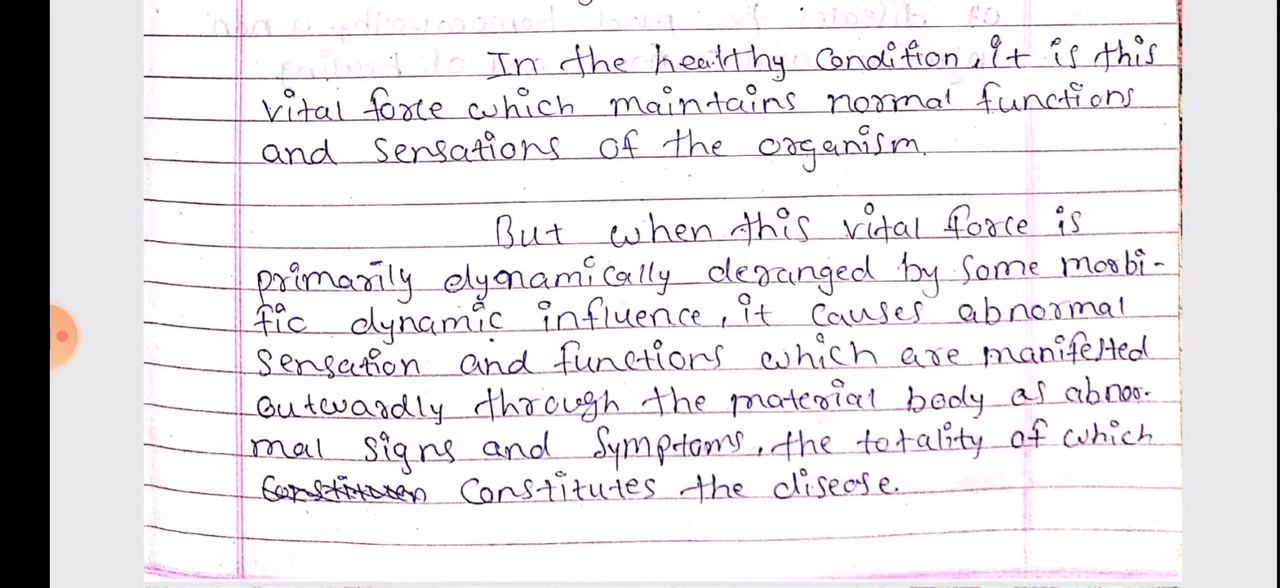 In the healthy condition, it is this
vital force which maintains normal functions
and sensations of the organism.
But when this vital force is
primarily dynamically deranged by some morbi-
fic dynamic influence, it causes abnormal
sensation and functions which are manifested
outwardly through the material body as abnor-
mal signs and symptoms, the totality of which
constitutes the disease.